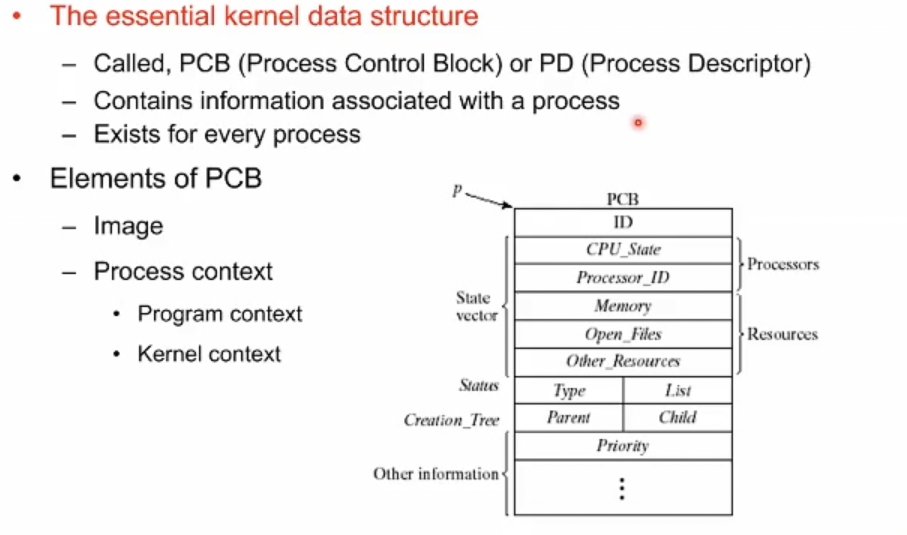 • The essential kernel data structure
– Called, PCB (Process Control Block) or PD (Process Descriptor)
– Contains information associated with a process
– Exists for every process
• Elements of PCB
– Image
– Process context
• Program context
• Kernel context
p
PCB
ID
CPU_State
Processor_ID
Processors
State
vector
Memory
Open_Files
Other_Resources
Resources
Status
Type
List
Creation_Tree
Parent
Child
Priority
Other information
⋮